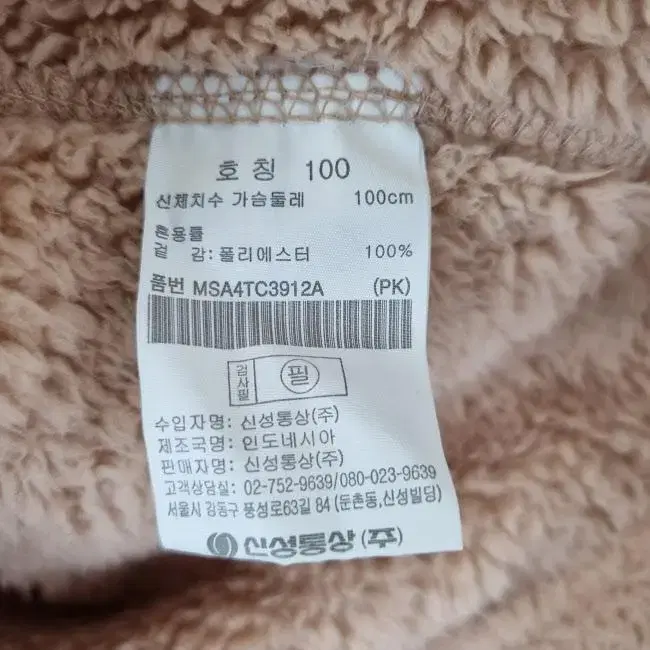 호 칭 100
신체치수 가슴둘레 100cm
혼용률
겉 감: 폴리에스터 100%
품번 MSA4TC3912A (PK)
검사필 필
수입자명: 신성통상(주)
제조국명: 인도네시아
판매자명: 신성통상(주)
고객상담실: 02-752-9639/080-023-9639
서울시 강동구 풍성로63길 84 (둔촌동,신성빌딩)
신성통상 (주)